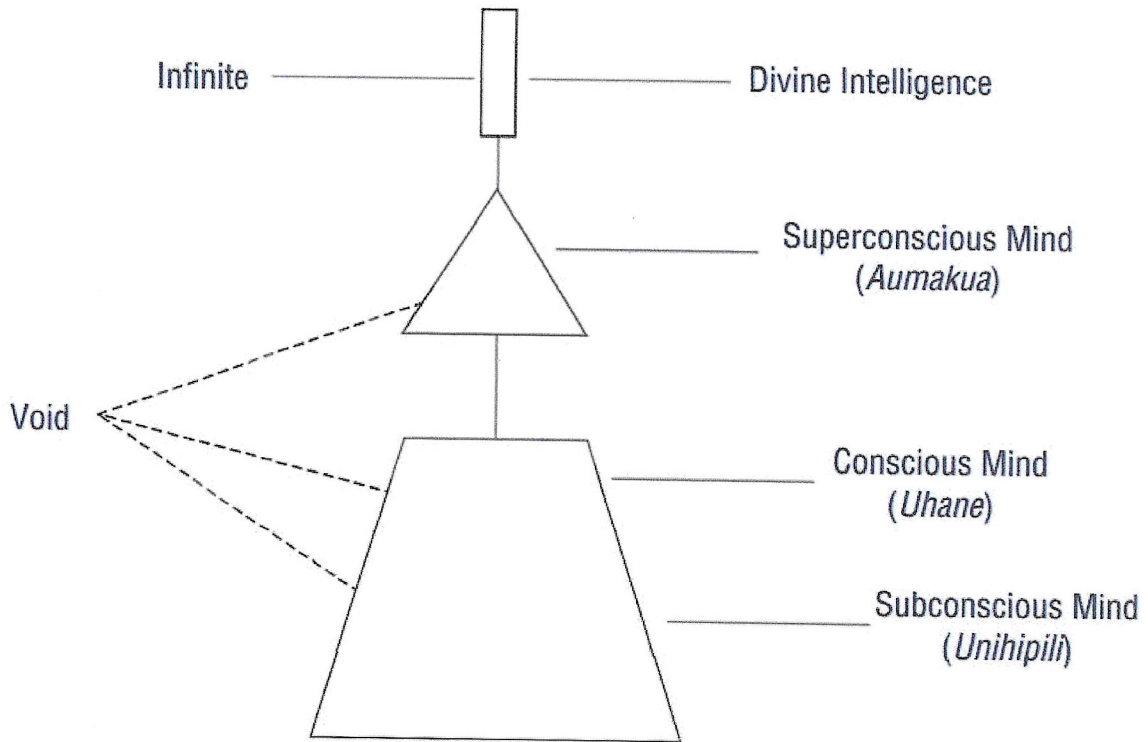 Infinite
Divine Intelligence
Superconscious Mind
(Aumakua)
Void
Conscious Mind
(Uhane)
Subconscious Mind
(Unihipili)